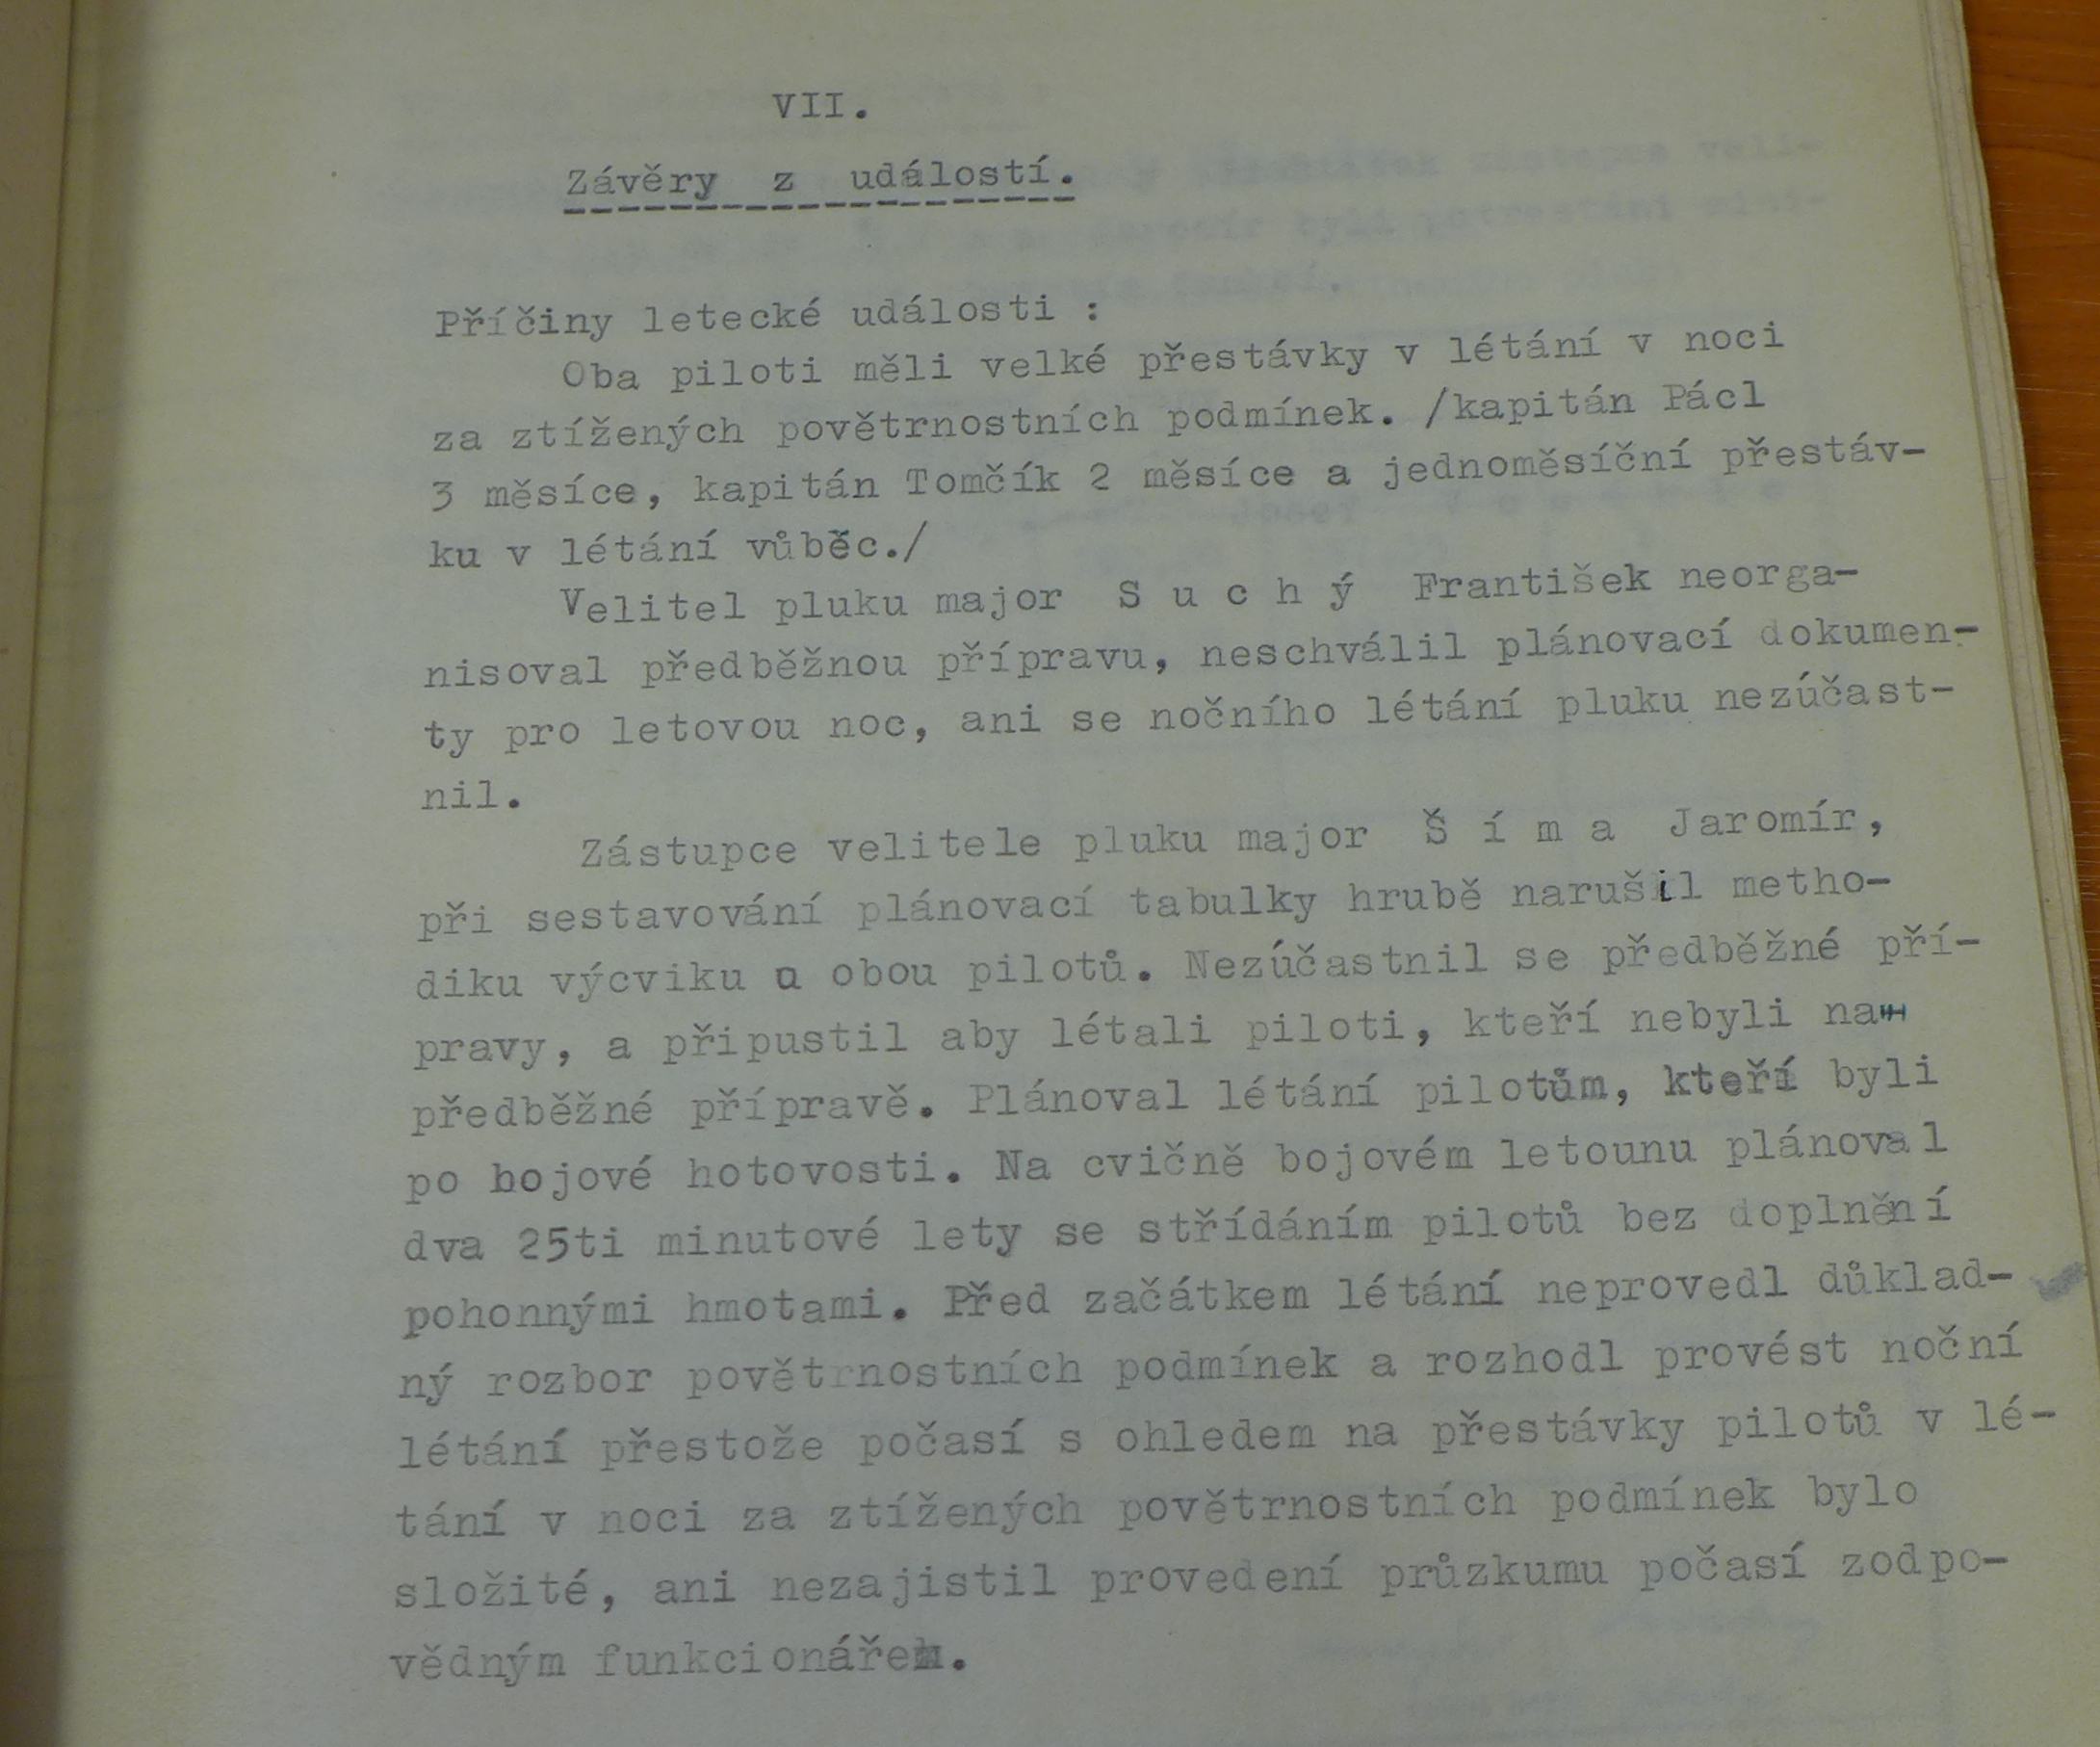 VII.
Závěry z událostí.
Příčiny letecké události :
Oba piloti měli velké přestávky v létání v noci
za ztížených povětrnostních podmínek. /kapitán Pácl
3 měsíce, kapitán Tomčík 2 měsíce a jednoměsíční přestáv-
ku v létání vůběc./
Velitel pluku major S u c h ý František neorga-
nisoval předběžnou přípravu, neschválil plánovací dokumen-
ty pro letovou noc, ani se nočního létání pluku nezúčast-
nil.
Zástupce velitele pluku major Š í m a Jaromír,
při sestavování plánovací tabulky hrubě narušil metho-
diku výcviku u obou pilotů. Nezúčastnil se předběžné pří-
pravy, a připustil aby létali piloti, kteří nebyli na
předběžné přípravě. Plánoval létání pilotům, kteří byli
po bojové hotovosti. Na cvičně bojovém letounu plánoval
dva 25ti minutové lety se střídáním pilotů bez doplnění
pohonnými hmotami. Před začátkem létání neprovedl důklad-
ný rozbor povětrnostních podmínek a rozhodl provést noční
létání přestože počasí s ohledem na přestávky pilotů v lé-
tání v noci za ztížených povětrnostních podmínek bylo
složité, ani nezajistil provedení průzkumu počasí zodpo-
vědným funkcionářem.